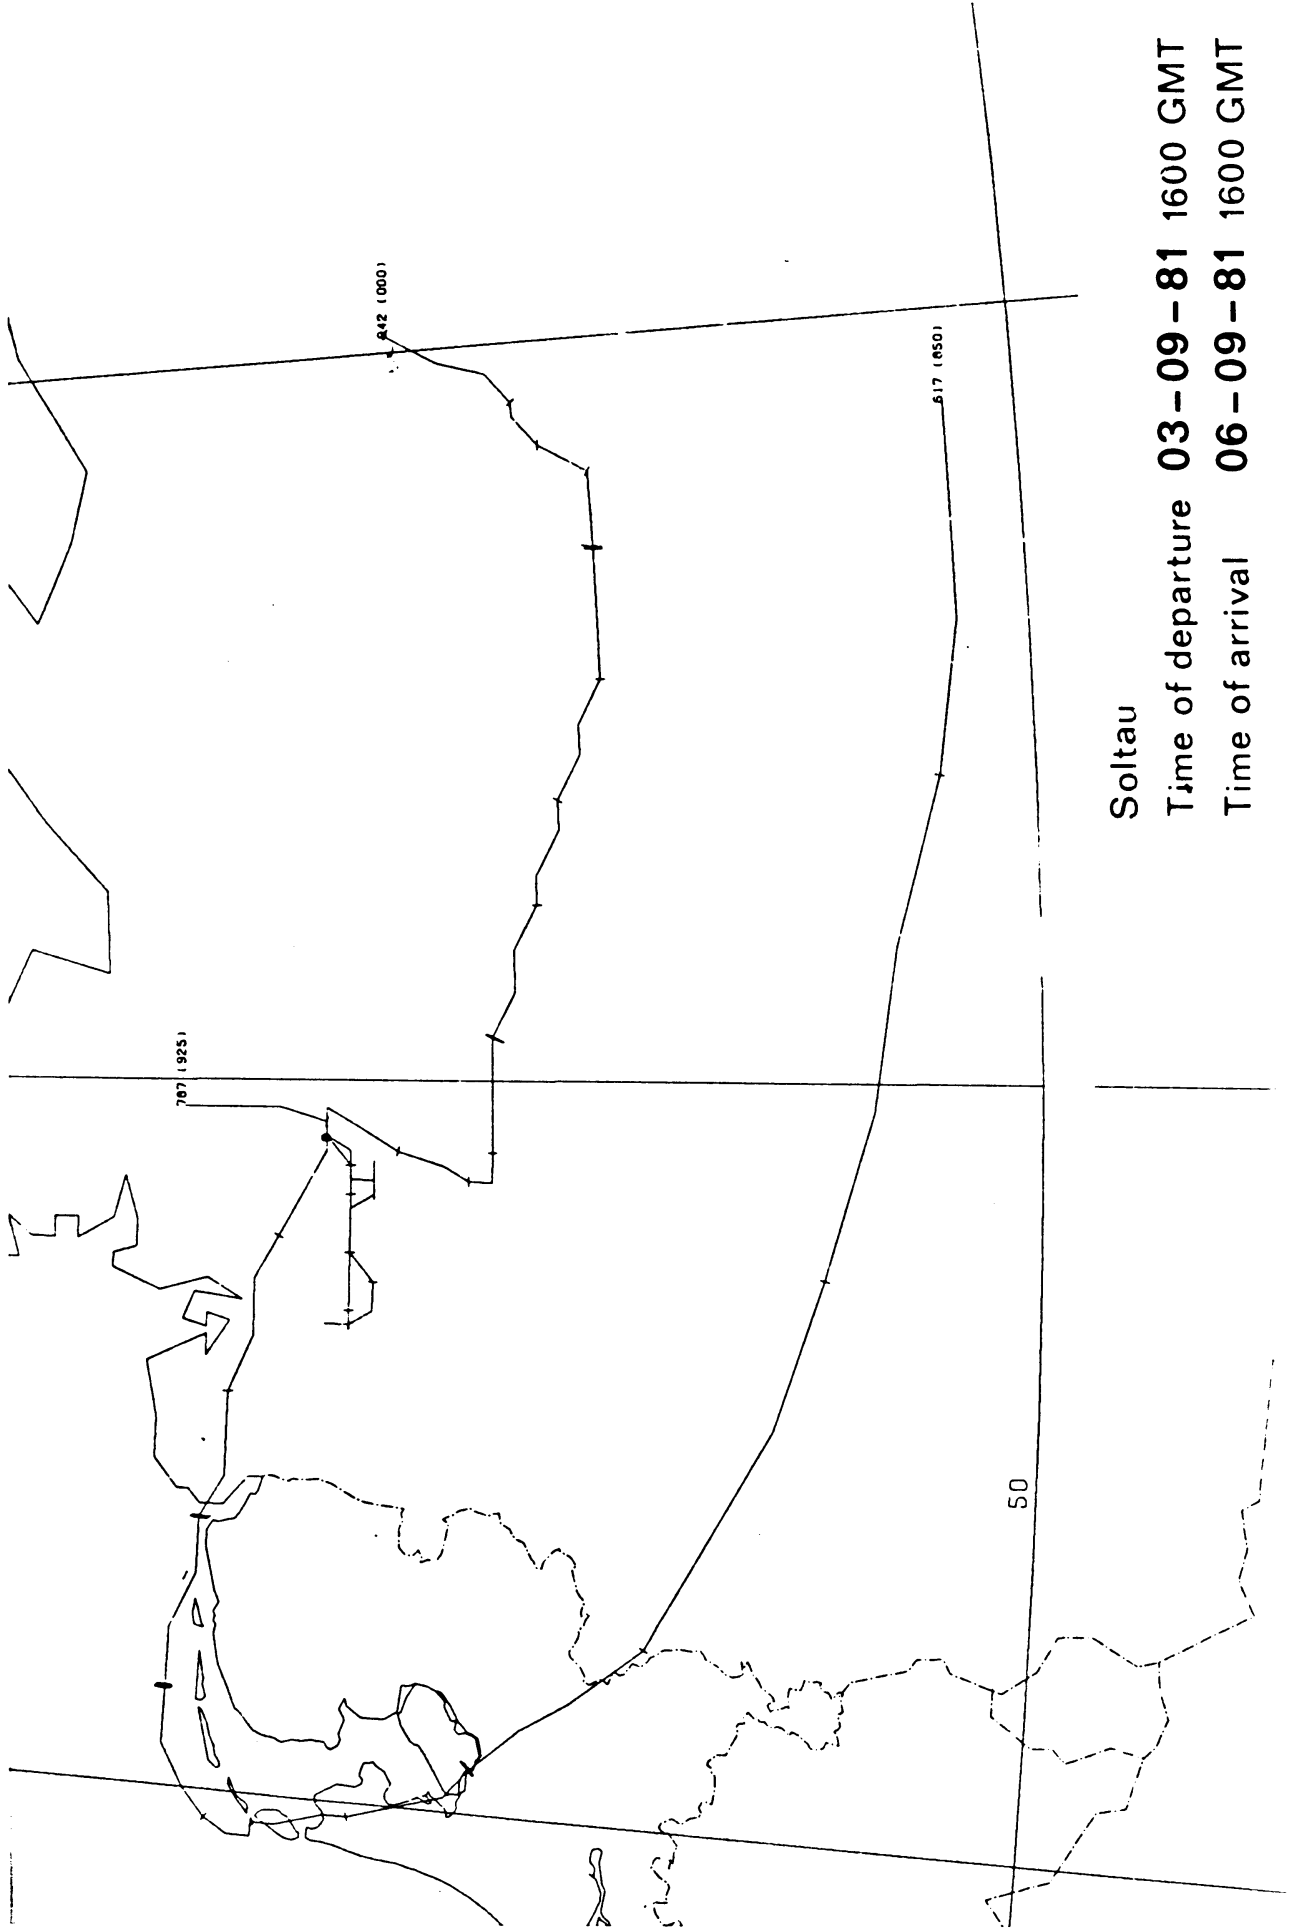 Soltau
Time of departure 03-09-81 1600 GMT
Time of arrival 06-09-81 1600 GMT
787 (925)
942 (000)
617 (850)
50